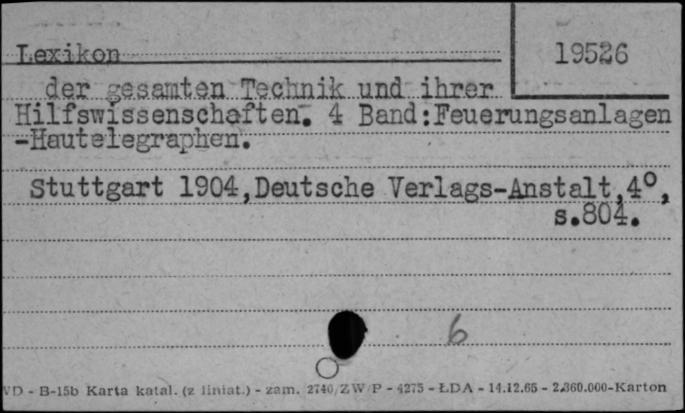 Lexikon
19526
der gesamten Technik und ihrer
Hilfswissenschaften. 4 Band:Feuerungsanlagen
-Hautelegraphen.
Stuttgart 1904,Deutsche Verlags-Anstalt,4°,
s.804.
6
VD - B-15b Karta katal. (z liniat.) - zam. 2740/ZW/P - 4275 - ŁDA - 14.12.65 - 2.360.000-Karton